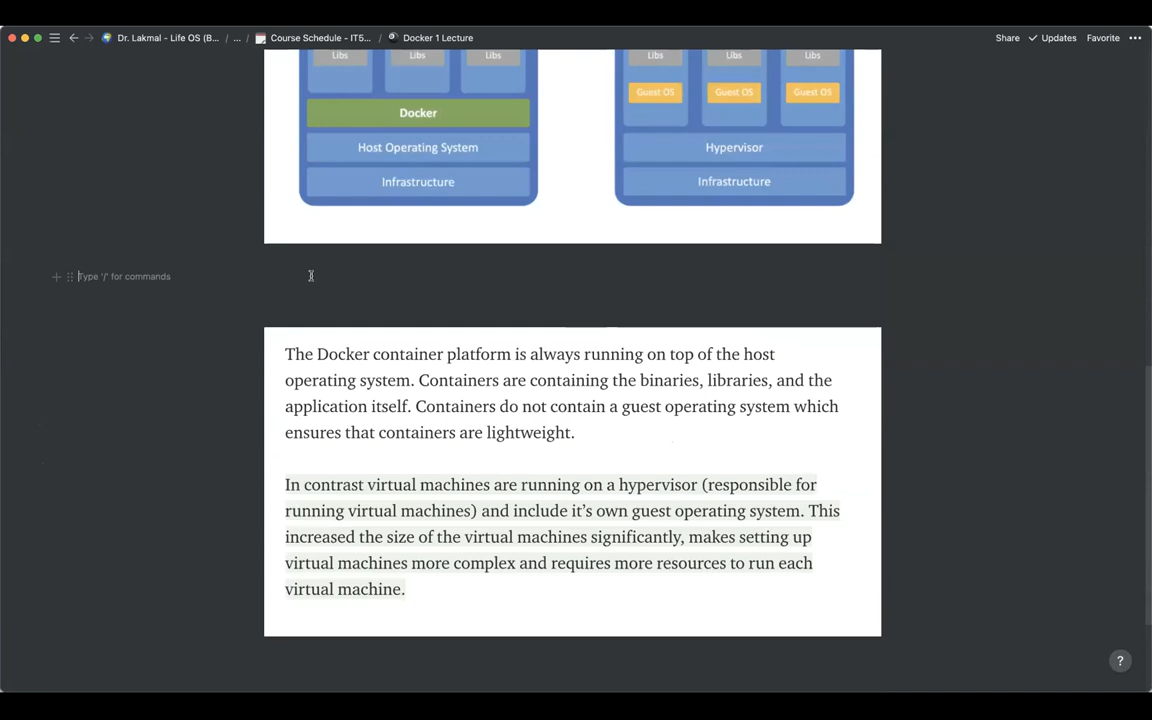 Dr. Lakmal - Life OS (B... / ... / Course Schedule - IT5... / Docker 1 Lecture Share Updates Favorite
Libs Libs Libs Libs Libs Libs
Guest OS Guest OS Guest OS
Docker
Host Operating System Hypervisor
Infrastructure Infrastructure
Type '/' for commands
The Docker container platform is always running on top of the host
operating system. Containers are containing the binaries, libraries, and the
application itself. Containers do not contain a guest operating system which
ensures that containers are lightweight.
In contrast virtual machines are running on a hypervisor (responsible for
running virtual machines) and include it’s own guest operating system. This
increased the size of the virtual machines significantly, makes setting up
virtual machines more complex and requires more resources to run each
virtual machine.
?